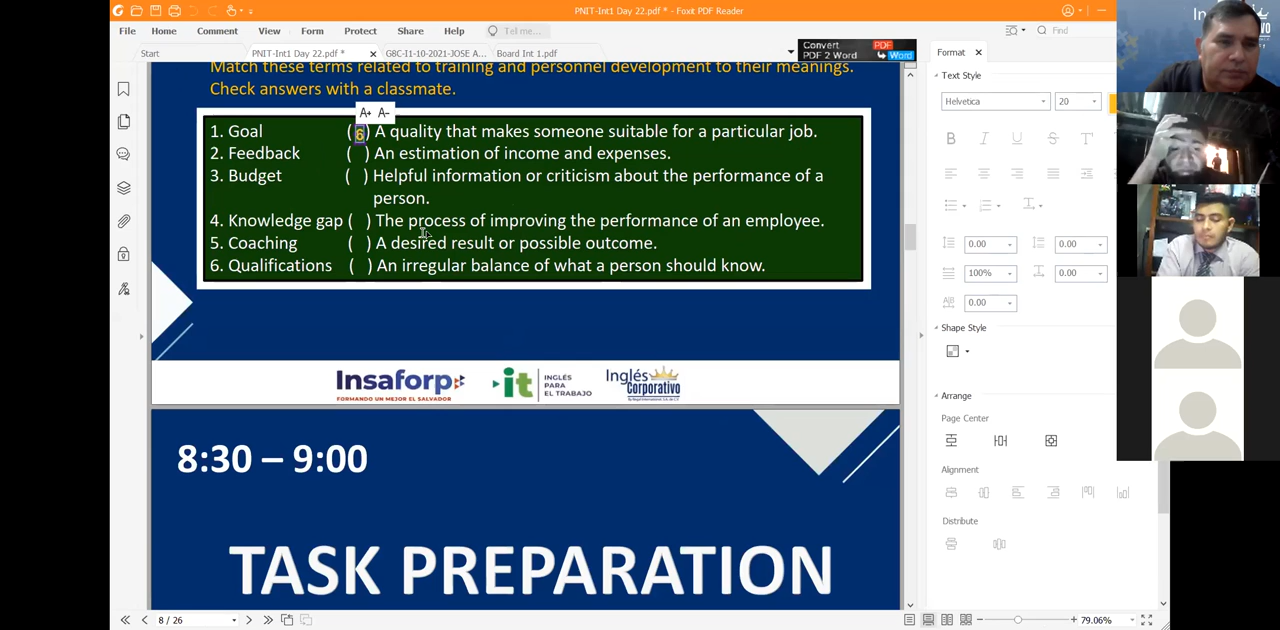 PNIT-Int1 Day 22.pdf * - Foxit PDF Reader
File Home Comment View Form Protect Share Help Tell me... Find
Start PNIT-Int1 Day 22.pdf * G8C-I1-10-2021-JOSE A... Board Int 1.pdf
Convert PDF
PDF 2 Word Word
Format
Match these terms related to training and personnel development to their meanings.
Check answers with a classmate.
A+ A-
1. Goal (6) A quality that makes someone suitable for a particular job.
2. Feedback ( ) An estimation of income and expenses.
3. Budget ( ) Helpful information or criticism about the performance of a
person.
4. Knowledge gap ( ) The process of improving the performance of an employee.
5. Coaching ( ) A desired result or possible outcome.
6. Qualifications ( ) An irregular balance of what a person should know.
Insaforp
FORMANDO UN MEJOR EL SALVADOR
it
INGLÉS
PARA
EL TRABAJO
Inglés
Corporativo
8:30 – 9:00
TASK PREPARATION
Text Style
Helvetica 20
B I U T
0.00 0.00
100% 0.00
0.00
Shape Style
Arrange
Page Center
Alignment
Distribute
8 / 26
79.06%